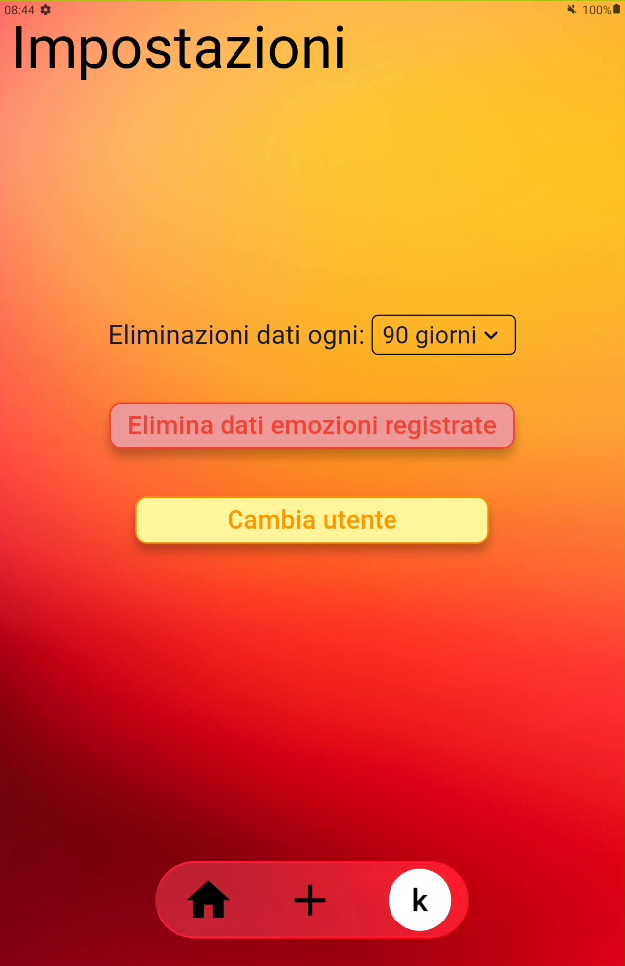 08:44 100%
Impostazioni
Eliminazioni dati ogni: 90 giorni
Elimina dati emozioni registrate
Cambia utente
k